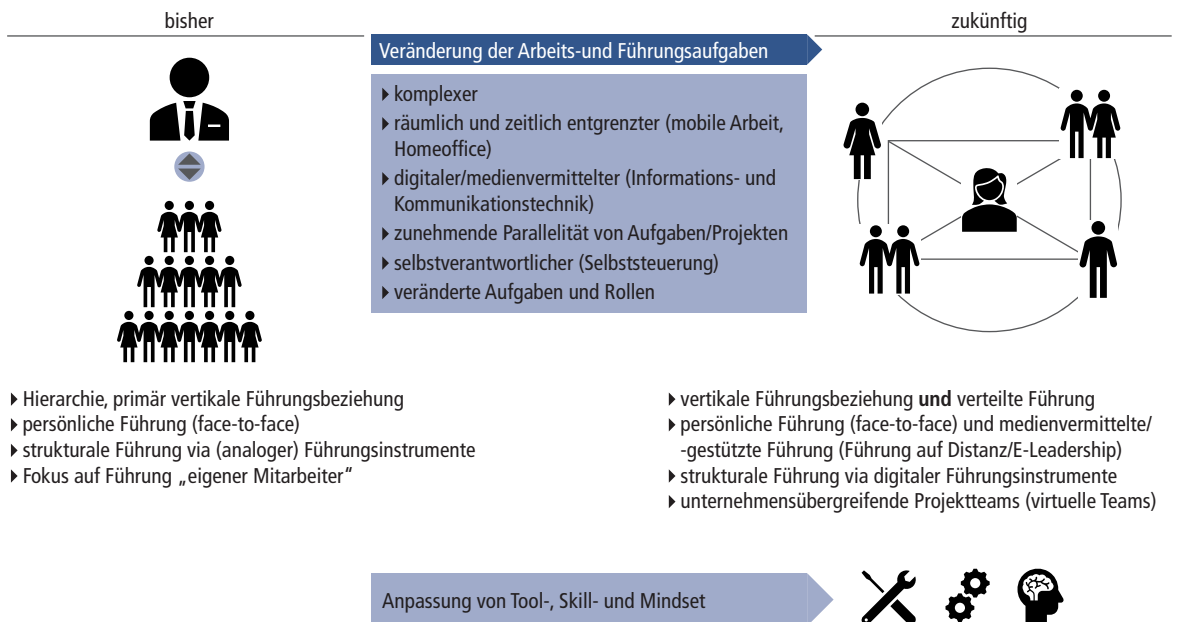 bisher
zukünftig
Veränderung der Arbeits-und Führungsaufgaben
komplexer
räumlich und zeitlich entgrenzter (mobile Arbeit,
Homeoffice)
digitaler/medienvermittelter (Informations- und
Kommunikationstechnik)
zunehmende Parallelität von Aufgaben/Projekten
selbstverantwortlicher (Selbststeuerung)
veränderte Aufgaben und Rollen
Hierarchie, primär vertikale Führungsbeziehung
persönliche Führung (face-to-face)
strukturale Führung via (analoger) Führungsinstrumente
Fokus auf Führung „eigener Mitarbeiter"
vertikale Führungsbeziehung und verteilte Führung
persönliche Führung (face-to-face) und medienvermittelte/
-gestützte Führung (Führung auf Distanz/E-Leadership)
strukturale Führung via digitaler Führungsinstrumente
unternehmensübergreifende Projektteams (virtuelle Teams)
Anpassung von Tool-, Skill- und Mindset